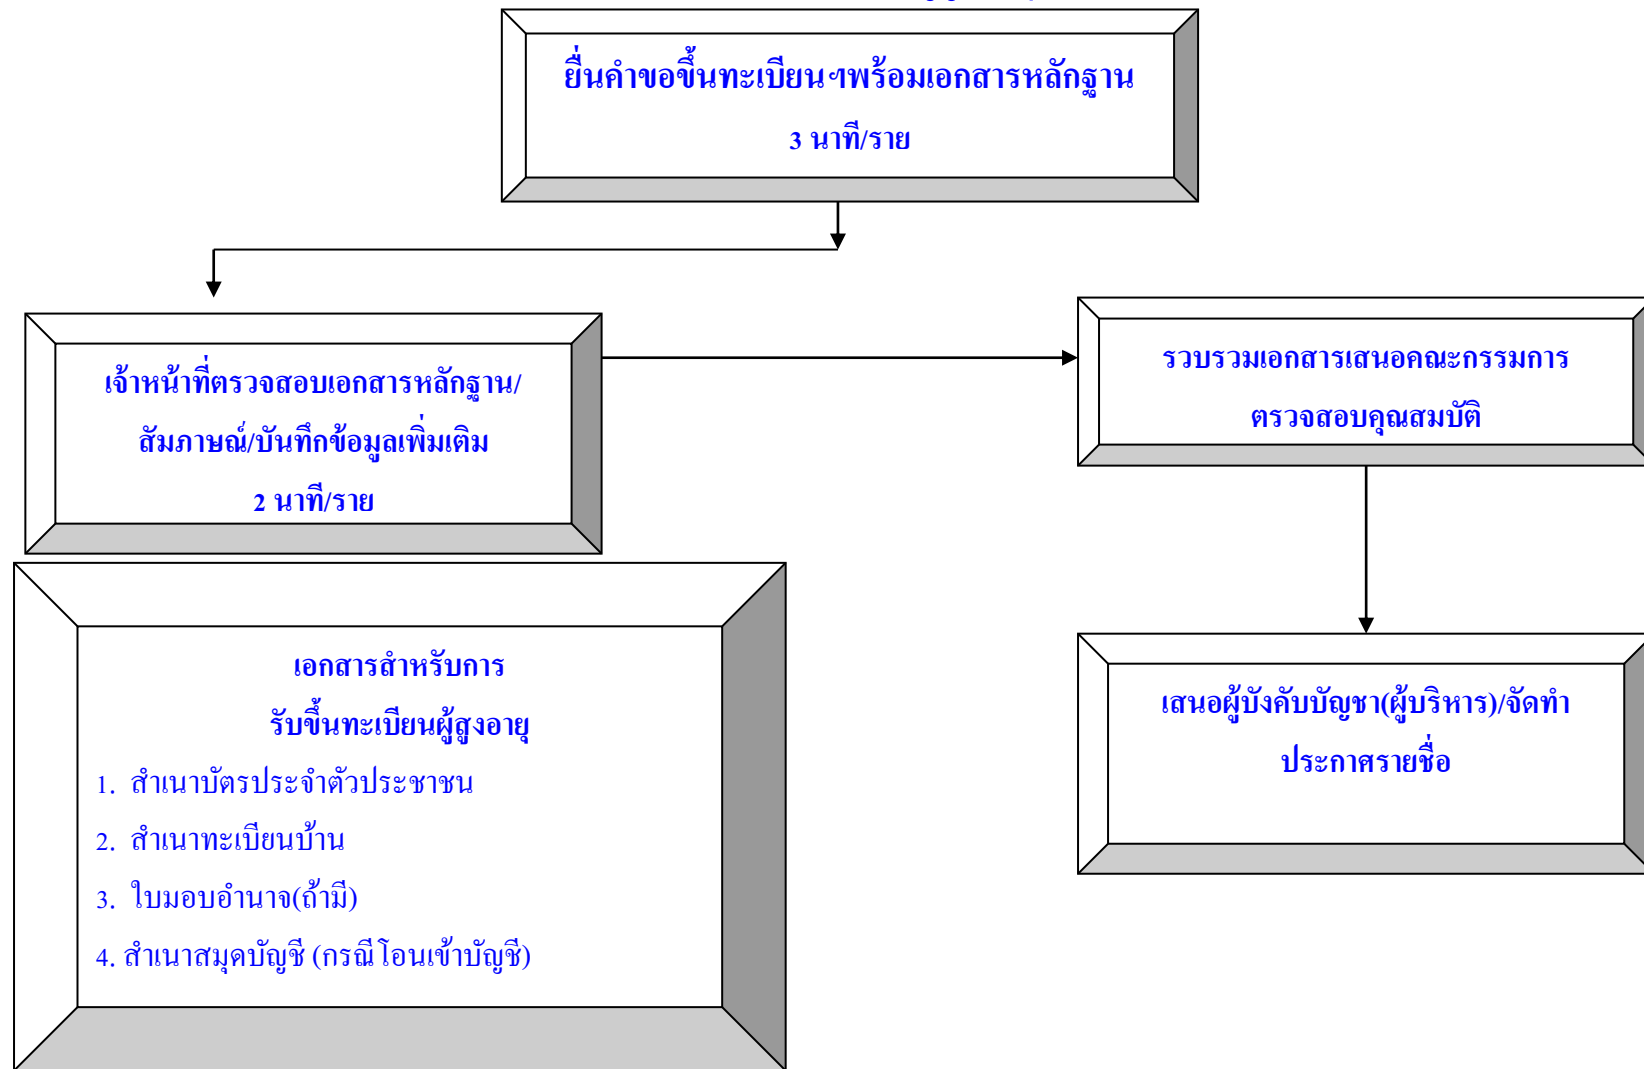 ยื่นคำขอขึ้นทะเบียนฯพร้อมเอกสารหลักฐาน
3 นาที/ราย
เจ้าหน้าที่ตรวจสอบเอกสารหลักฐาน/
สัมภาษณ์/บันทึกข้อมูลเพิ่มเติม
2 นาที/ราย
รวบรวมเอกสารเสนอคณะกรรมการ
ตรวจสอบคุณสมบัติ
เสนอผู้บังคับบัญชา(ผู้บริหาร)/จัดทำ
ประกาศรายชื่อ
เอกสารสำหรับการ
รับขึ้นทะเบียนผู้สูงอายุ
1. สำเนาบัตรประจำตัวประชาชน
2. สำเนาทะเบียนบ้าน
3. ใบมอบอำนาจ(ถ้ามี)
4. สำเนาสมุดบัญชี (กรณีโอนเข้าบัญชี)